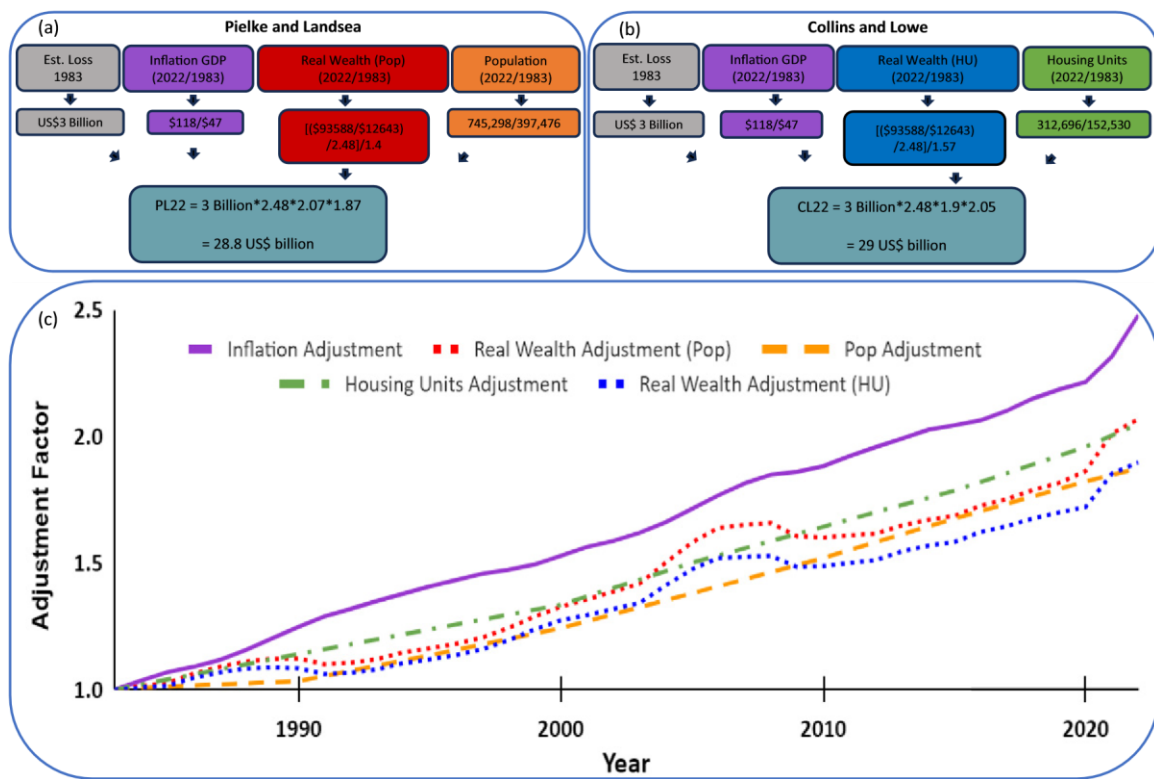 (a)
Pielke and Landsea
Est. Loss
1983
Inflation GDP
(2022/1983)
Real Wealth (Pop)
(2022/1983)
Population
(2022/1983)
US$3 Billion
$118/$47
[($93588/$12643)
/2.48]/1.4
745,298/397,476
PL22 = 3 Billion*2.48*2.07*1.87
= 28.8 US$ billion
(b)
Collins and Lowe
Est. Loss
1983
Inflation GDP
(2022/1983)
Real Wealth (HU)
(2022/1983)
Housing Units
(2022/1983)
US$ 3 Billion
$118/$47
[($93588/$12643)
/2.48]/1.57
312,696/152,530
CL22 = 3 Billion*2.48*1.9*2.05
= 29 US$ billion
(c)
2.5
2.0
1.5
1.0
Adjustment Factor
Inflation Adjustment
Real Wealth Adjustment (Pop)
Pop Adjustment
Housing Units Adjustment
Real Wealth Adjustment (HU)
1990
2000
2010
2020
Year